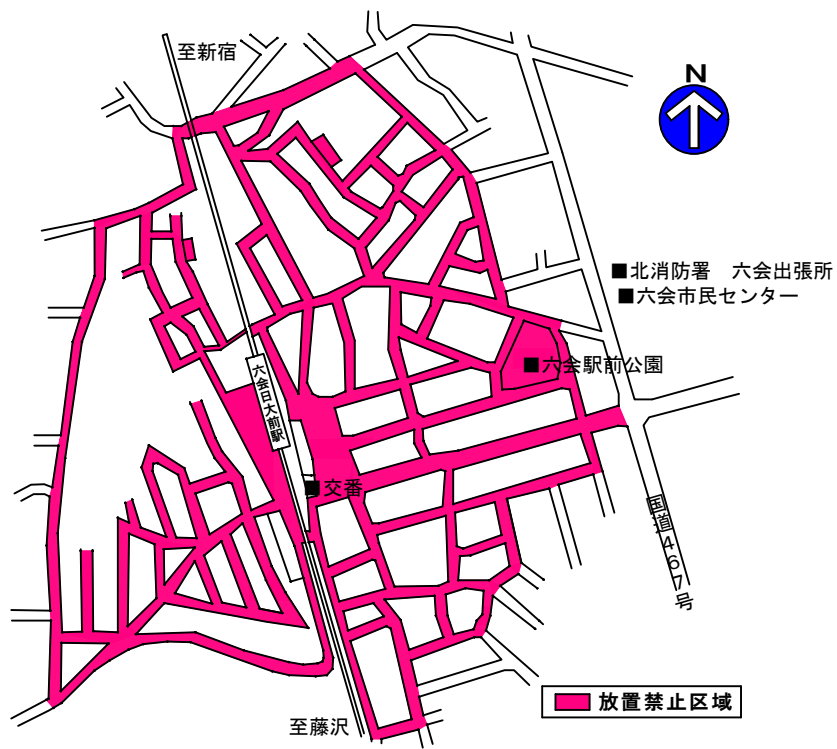 至新宿
N
■北消防署　六会出張所
■六会市民センター
■六会駅前公園
六会日大前駅
■交番
国道467号
放置禁止区域
至藤沢